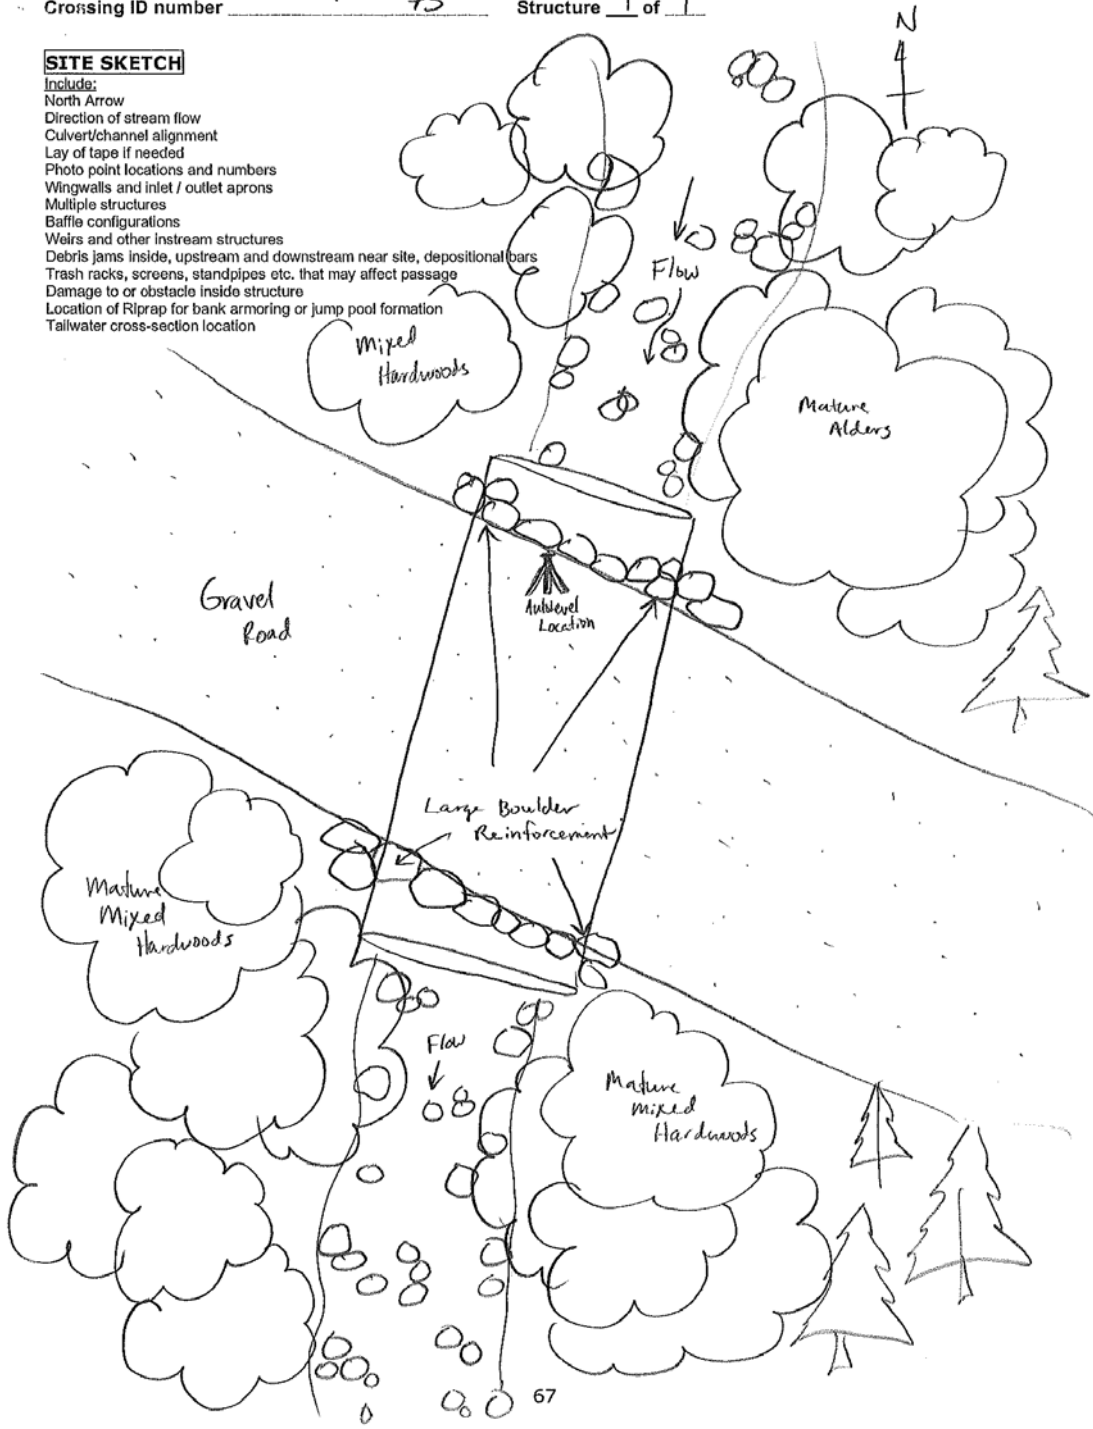 Crossing ID number
Structure 1 of 1
N
SITE SKETCH
Include:
North Arrow
Direction of stream flow
Culvert/channel alignment
Lay of tape if needed
Photo point locations and numbers
Wingwalls and inlet / outlet aprons
Multiple structures
Baffle configurations
Weirs and other instream structures
Debris jams inside, upstream and downstream near site, depositional bars
Trash racks, screens, standpipes etc. that may affect passage
Damage to or obstacle inside structure
Location of Riprap for bank armoring or jump pool formation
Tailwater cross-section location
Flow
Mixed
Hardwoods
Mature
Alders
Gravel
Road
Autolevel
Location
Large Boulder
Reinforcement
Mature
Mixed
Hardwoods
Flow
Mature
Mixed
Hardwoods
67